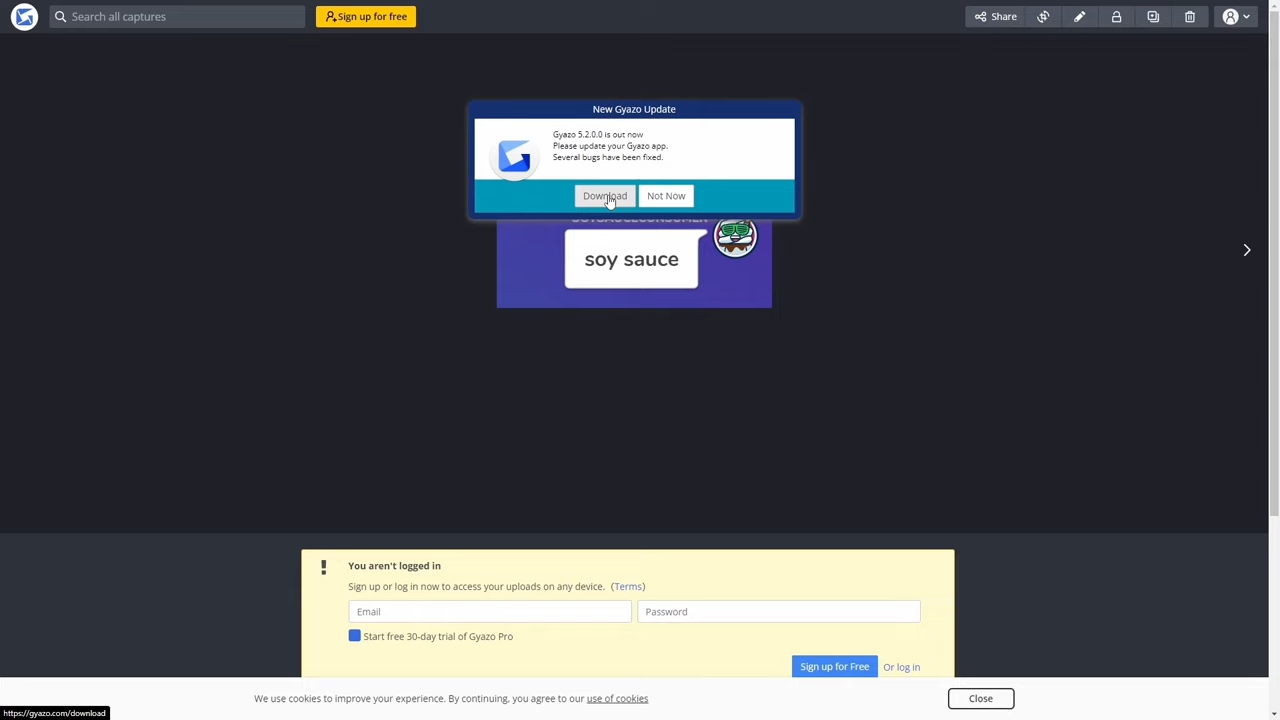 Search all captures
Sign up for free
Share
New Gyazo Update
Gyazo 5.2.0.0 is out now
Please update your Gyazo app.
Several bugs have been fixed.
Download
Not Now
SOYSAUCECONSUMER
soy sauce
You aren't logged in
Sign up or log in now to access your uploads on any device. (Terms)
Email
Password
Start free 30-day trial of Gyazo Pro
Sign up for Free
Or log in
We use cookies to improve your experience. By continuing, you agree to our use of cookies
Close
https://gyazo.com/download